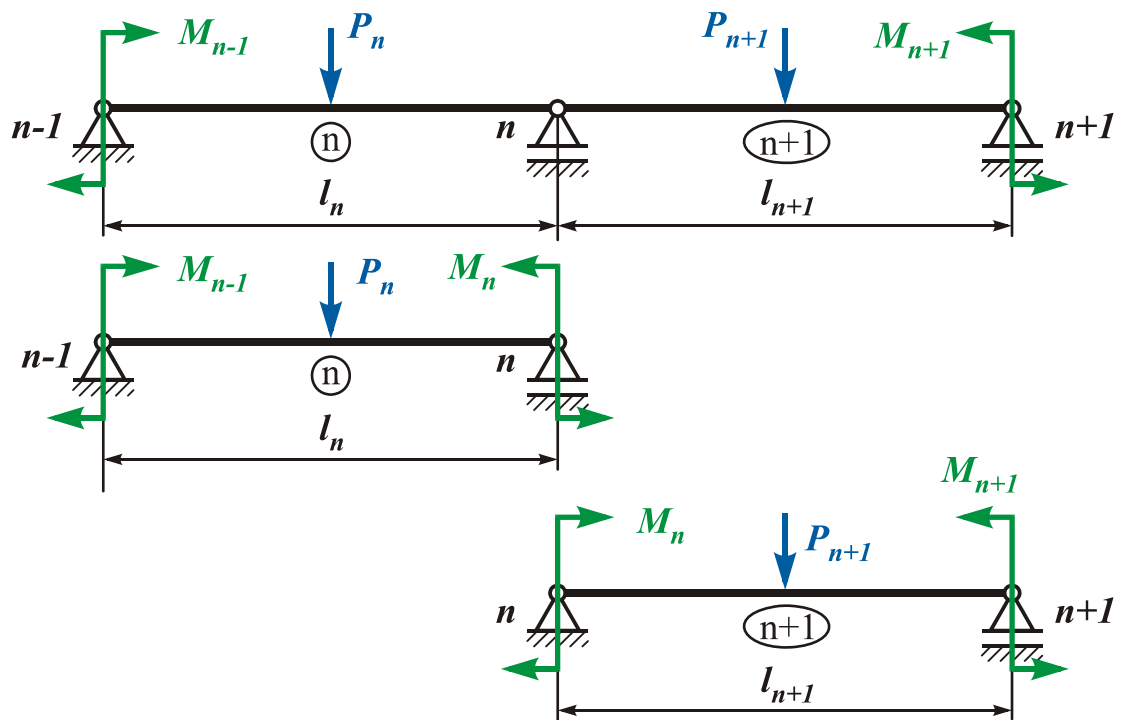 M_{n-1} P_n P_{n+1} M_{n+1}
n-1 n n n+1 n+1
l_n l_{n+1}
M_{n-1} P_n M_n
n-1 n n
l_n
M_n P_{n+1} M_{n+1}
n n+1 n+1
l_{n+1}